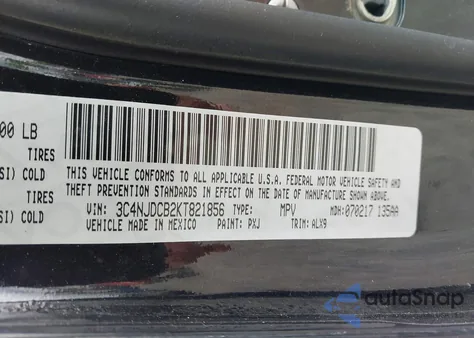 00 LB
TIRES
SI) COLD
TIRES
SI) COLD
THIS VEHICLE CONFORMS TO ALL APPLICABLE U.S.A. FEDERAL MOTOR VEHICLE SAFETY AND
THEFT PREVENTION STANDARDS IN EFFECT ON THE DATE OF MANUFACTURE SHOWN ABOVE.
VIN: 3C4NJDCB2KT821856 TYPE: MPV MDH: 070217 135AA
VEHICLE MADE IN MEXICO PAINT: PXJ TRIM: ALX9
autoSnap